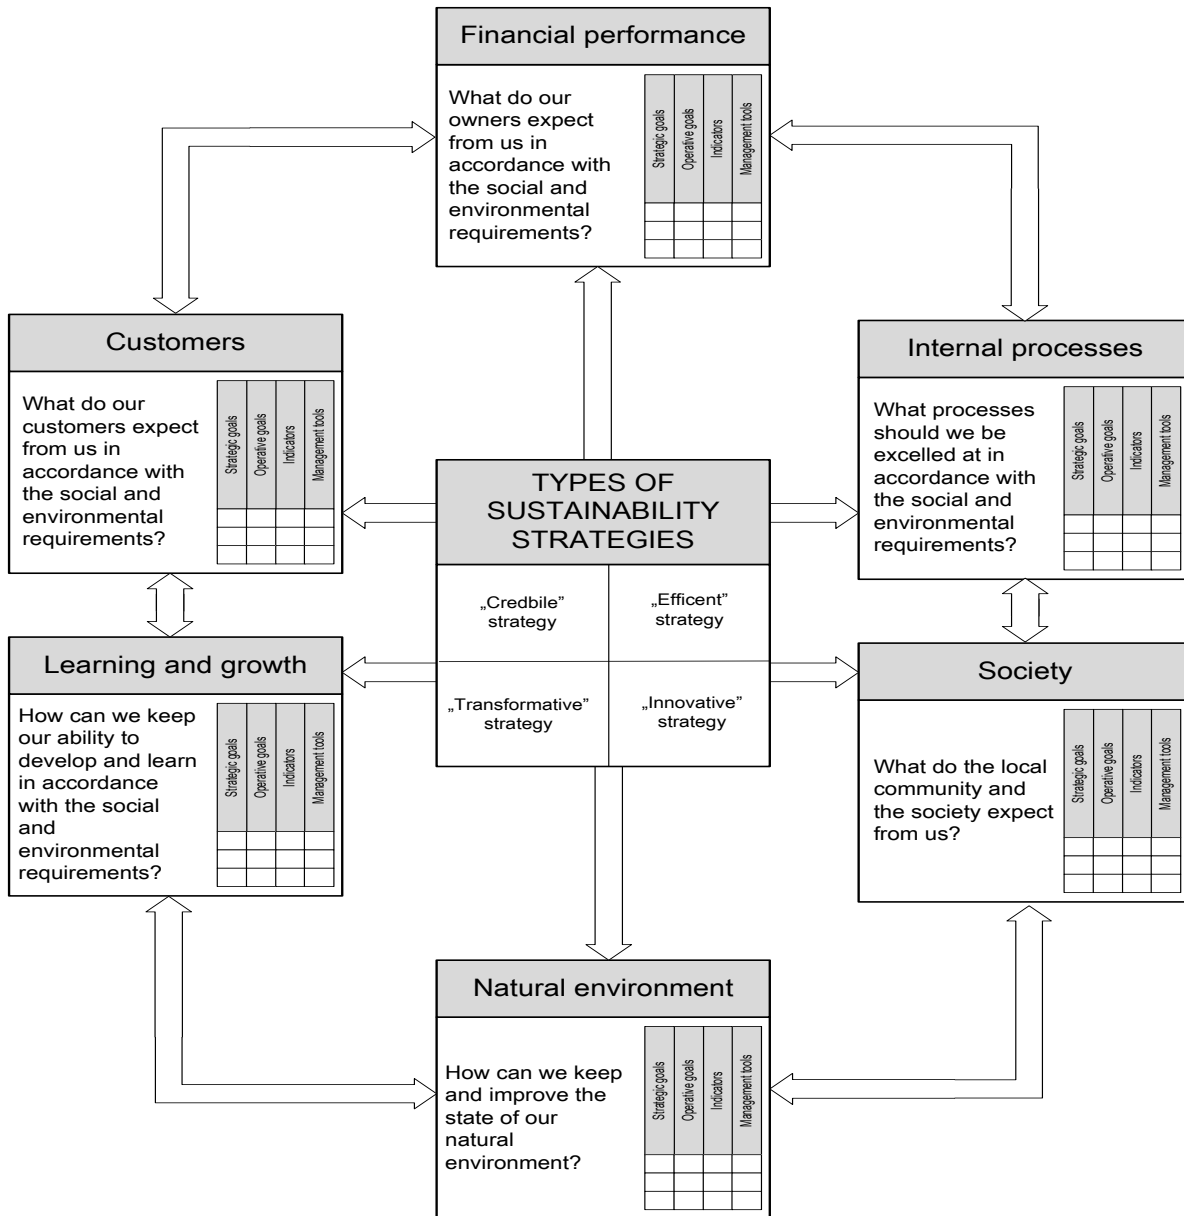 Financial performance
What do our
owners expect
from us in
accordance with
the social and
environmental
requirements?
Strategic goals
Operative goals
Indicators
Management tools
Customers
What do our
customers expect
from us in
accordance with
the social and
environmental
requirements?
Strategic goals
Operative goals
Indicators
Management tools
Internal processes
What processes
should we be
excelled at in
accordance with
the social and
environmental
requirements?
Strategic goals
Operative goals
Indicators
Management tools
TYPES OF
SUSTAINABILITY
STRATEGIES
„Credbile”
strategy
„Efficent”
strategy
„Transformative”
strategy
„Innovative”
strategy
Learning and growth
How can we keep
our ability to
develop and learn
in accordance
with the social
and
environmental
requirements?
Strategic goals
Operative goals
Indicators
Management tools
Society
What do the local
community and
the society expect
from us?
Strategic goals
Operative goals
Indicators
Management tools
Natural environment
How can we keep
and improve the
state of our
natural
environment?
Strategic goals
Operative goals
Indicators
Management tools